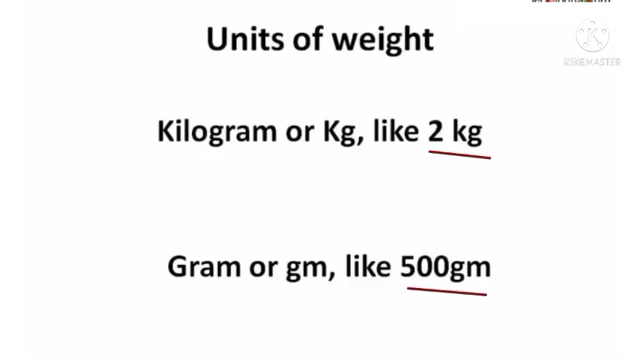 KINEMASTER
Units of weight
Kilogram or Kg, like 2 kg
Gram or gm, like 500gm